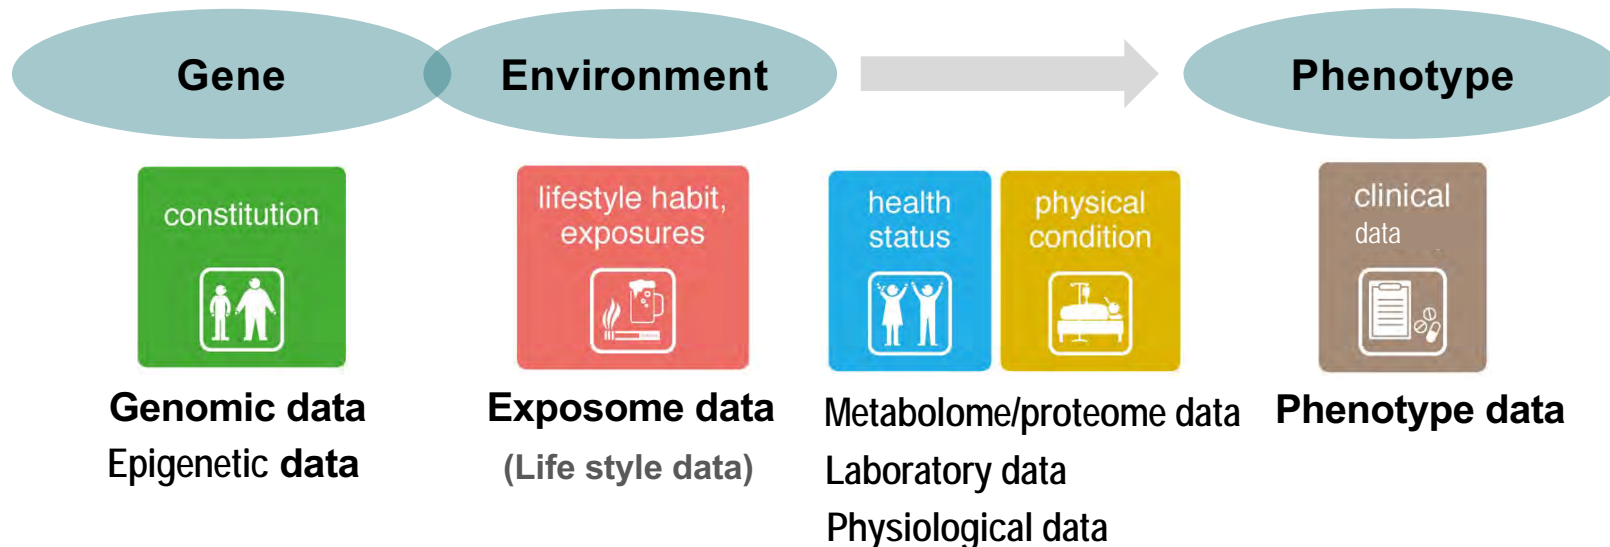 Gene
Environment
Phenotype
constitution
lifestyle habit,
exposures
health
status
physical
condition
clinical
data
Genomic data
Epigenetic data
Exposome data
(Life style data)
Metabolome/proteome data
Laboratory data
Physiological data
Phenotype data